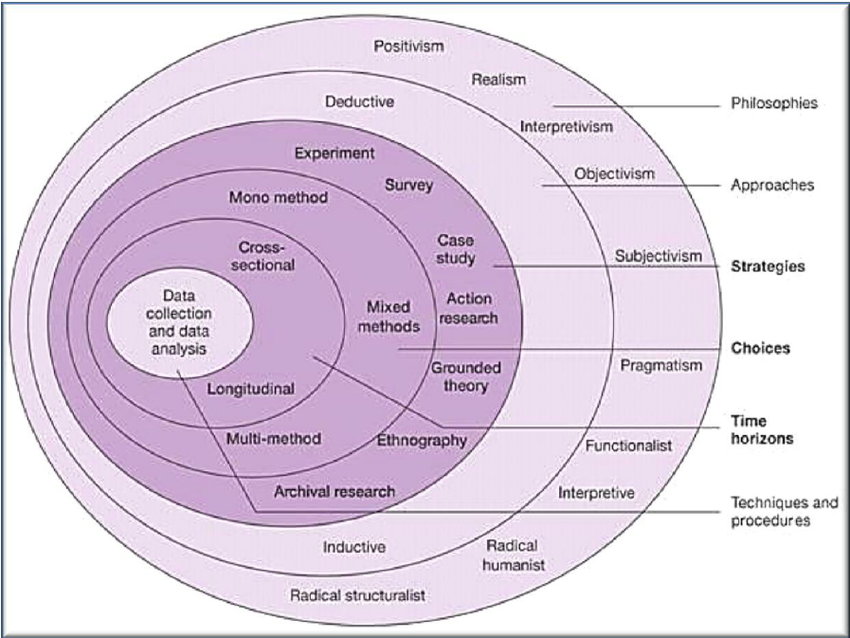 Positivism
Realism
Deductive
Philosophies
Interpretivism
Experiment
Objectivism
Survey
Approaches
Mono method
Cross-
sectional
Case
study
Subjectivism
Strategies
Data
collection
and data
analysis
Mixed
methods
Action
research
Choices
Grounded
theory
Pragmatism
Longitudinal
Time
horizons
Multi-method
Ethnography
Functionalist
Archival research
Interpretive
Techniques and
procedures
Inductive
Radical
humanist
Radical structuralist